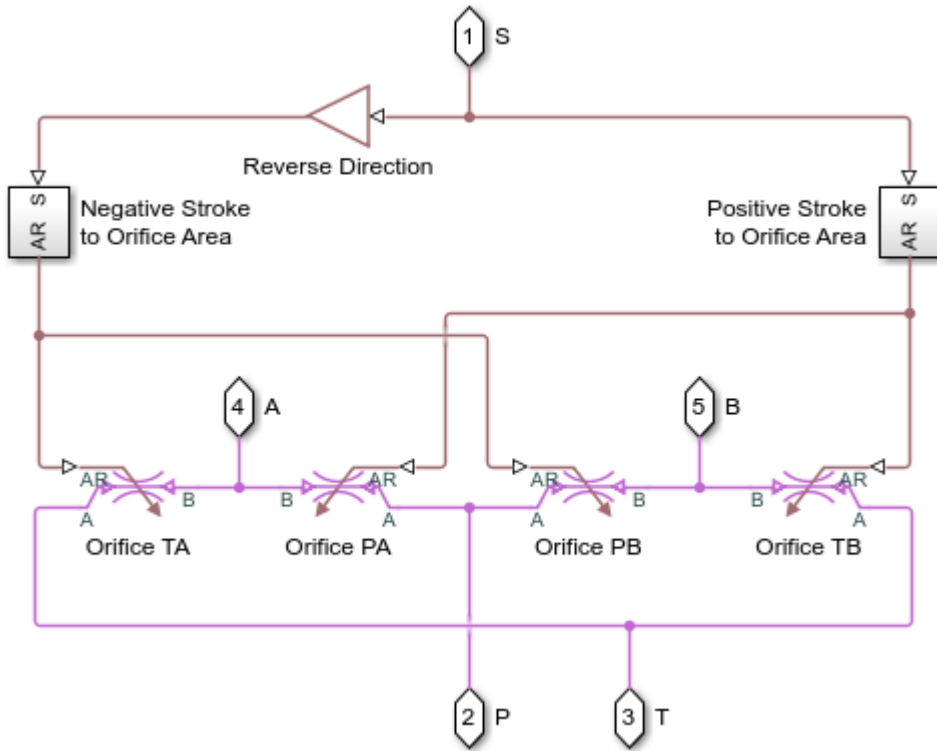 1 S
Reverse Direction
S AR
Negative Stroke
to Orifice Area
Positive Stroke
to Orifice Area
S AR
4 A
5 B
AR B A
Orifice TA
B AR A
Orifice PA
AR B A
Orifice PB
B AR A
Orifice TB
2 P
3 T